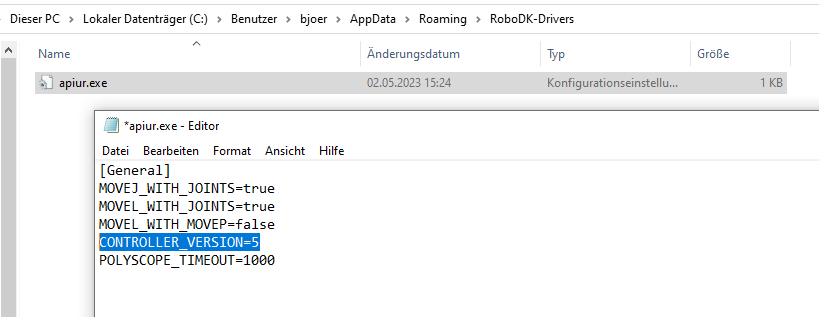 Dieser PC > Lokaler Datenträger (C:) > Benutzer > bjoer > AppData > Roaming > RoboDK-Drivers
Name Änderungsdatum Typ Größe
apiur.exe 02.05.2023 15:24 Konfigurationseinstellu... 1 KB
*apiur.exe - Editor
Datei Bearbeiten Format Ansicht Hilfe
[General]
MOVEJ_WITH_JOINTS=true
MOVEL_WITH_JOINTS=true
MOVEL_WITH_MOVEP=false
CONTROLLER_VERSION=5
POLYSCOPE_TIMEOUT=1000